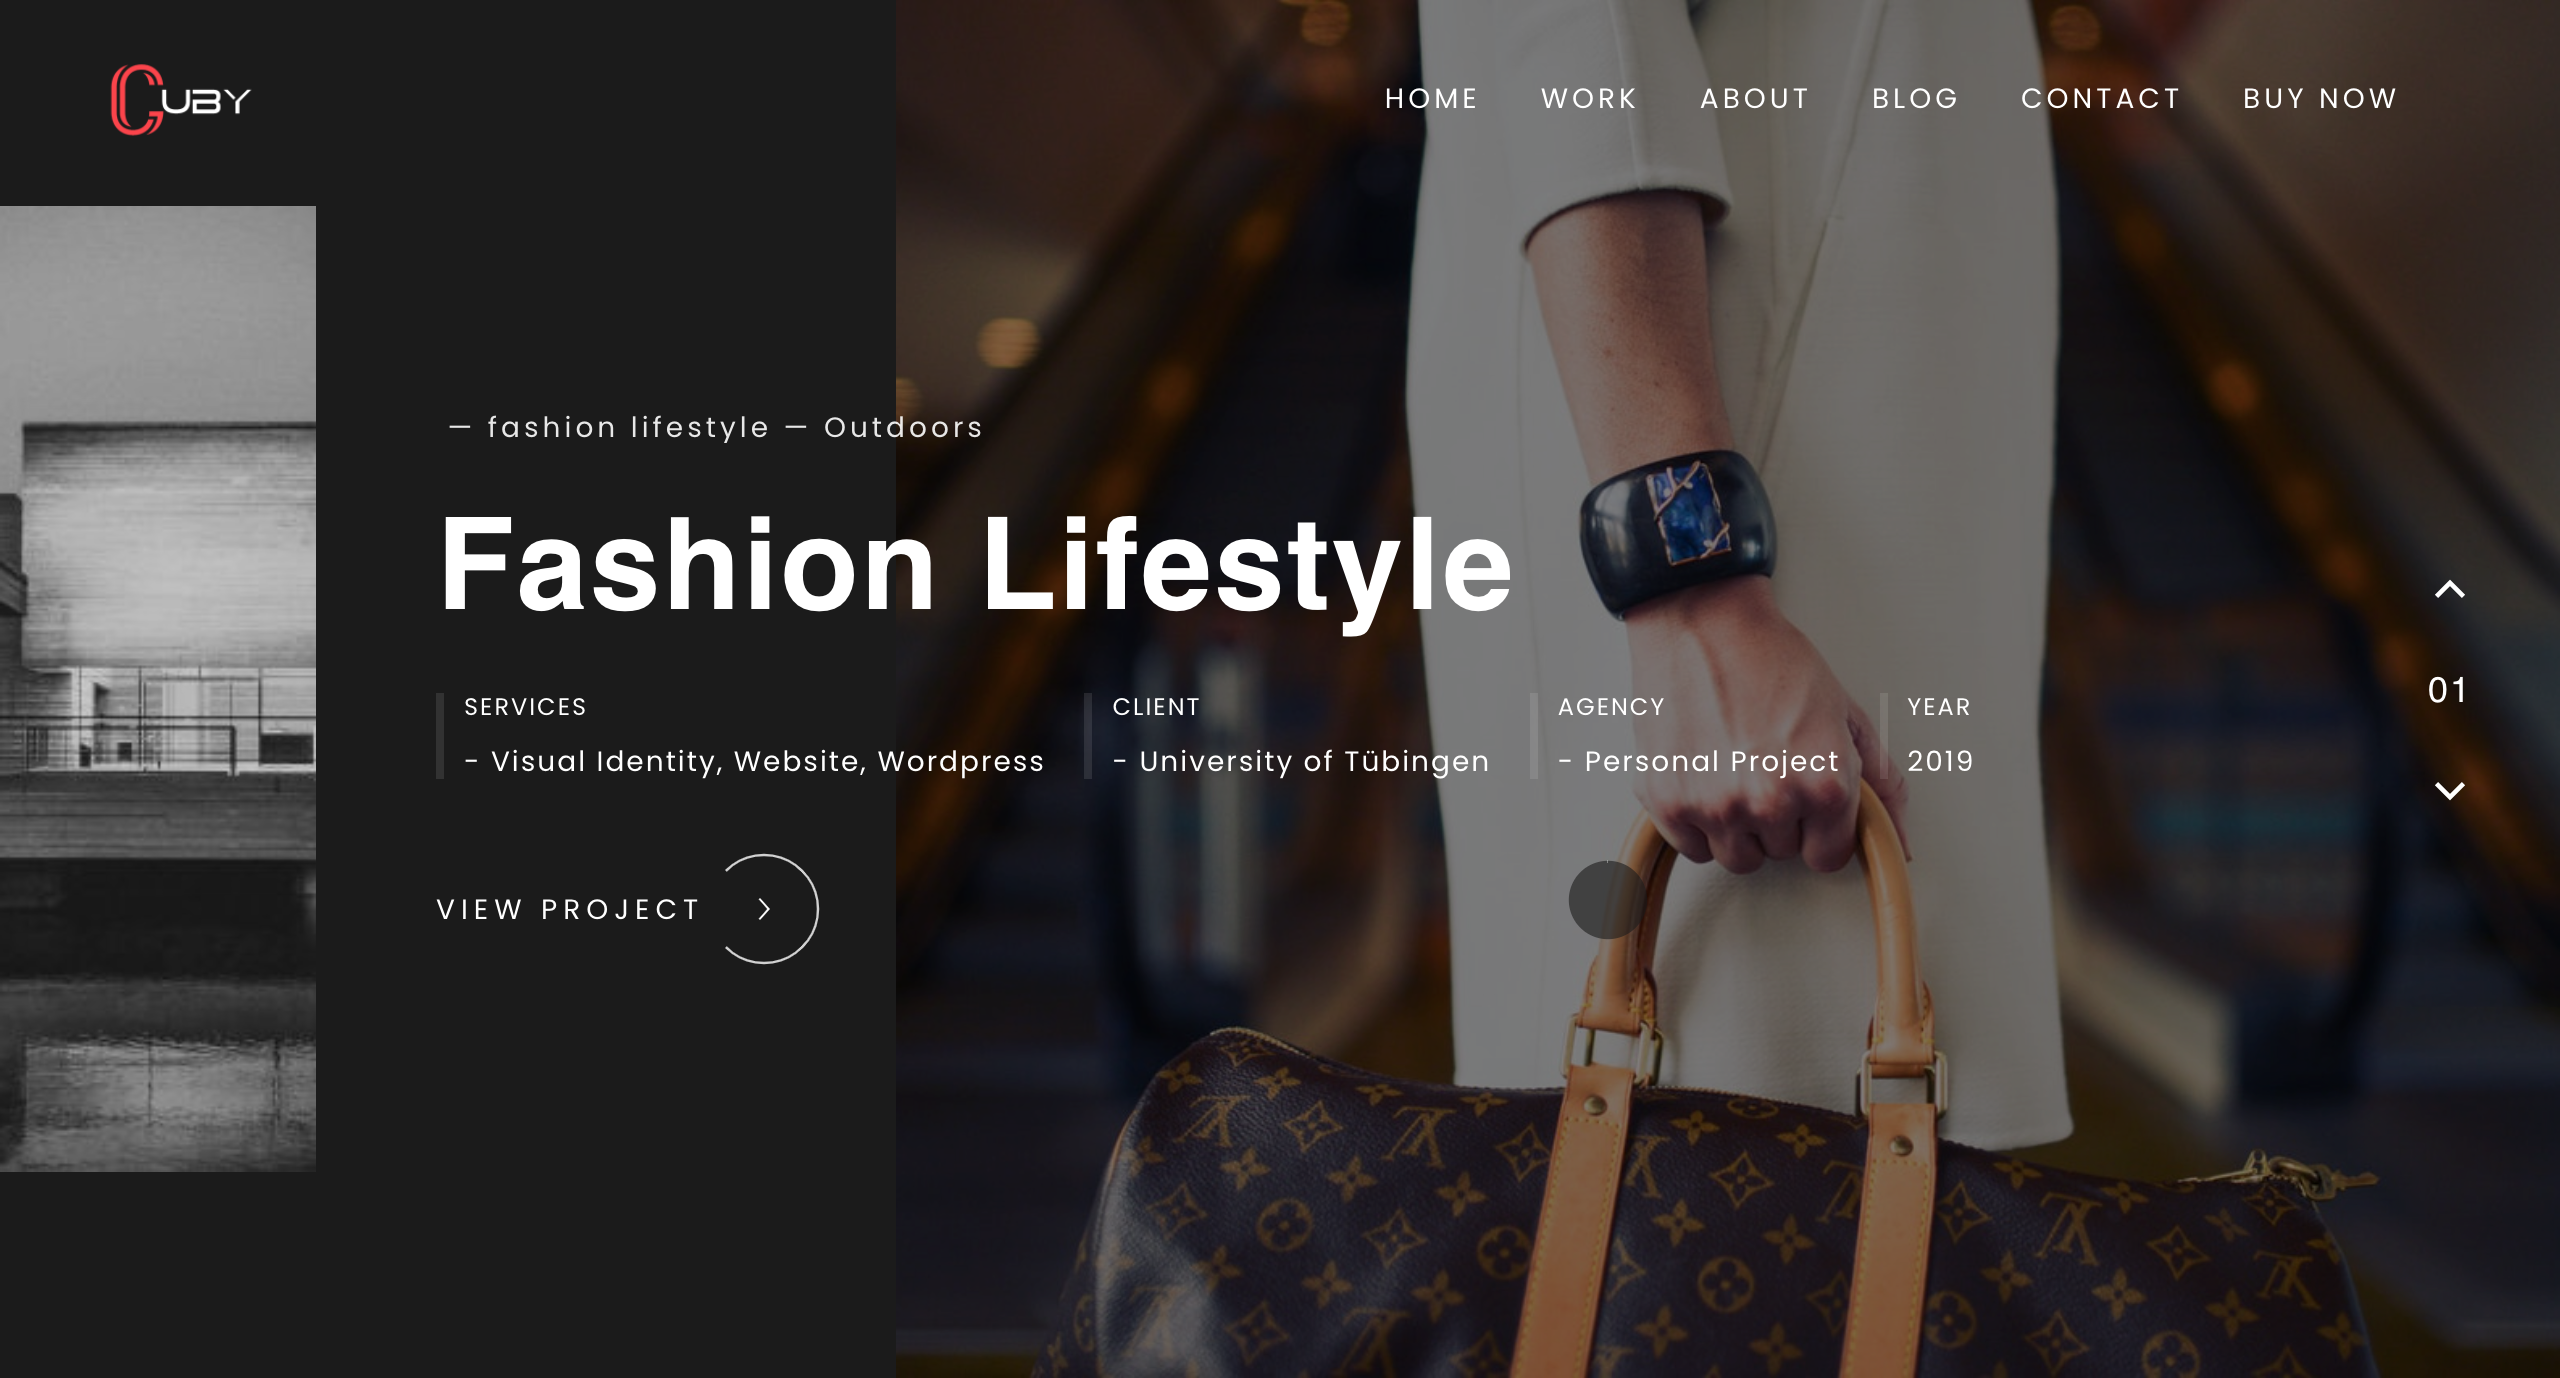 CUBY
HOME WORK ABOUT BLOG CONTACT BUY NOW
— fashion lifestyle — Outdoors
Fashion Lifestyle
SERVICES
- Visual Identity, Website, Wordpress
CLIENT
- University of Tübingen
AGENCY
- Personal Project
YEAR
2019
01
VIEW PROJECT